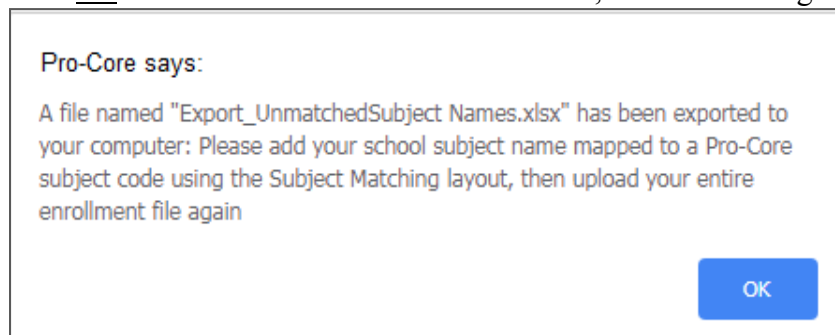 Pro-Core says:
A file named "Export_UnmatchedSubject Names.xlsx" has been exported to
your computer: Please add your school subject name mapped to a Pro-Core
subject code using the Subject Matching layout, then upload your entire
enrollment file again
OK